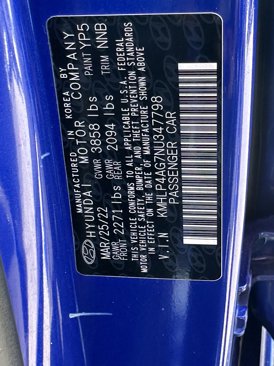 MANUFACTURED IN KOREA BY
HYUNDAI MOTOR COMPANY
MAR/25/22 GVWR 3858 lbs PAINT YP5
GAWR FRONT 2271 lbs GAWR REAR 2094 lbs TRIM NNB
THIS VEHICLE CONFORMS TO ALL APPLICABLE U.S.A. FEDERAL
MOTOR VEHICLE SAFETY, BUMPER, AND THEFT PREVENTION STANDARDS
IN EFFECT ON THE DATE OF MANUFACTURE SHOWN ABOVE
V.I.N KMHLP4AG7NU347798
PASSENGER CAR